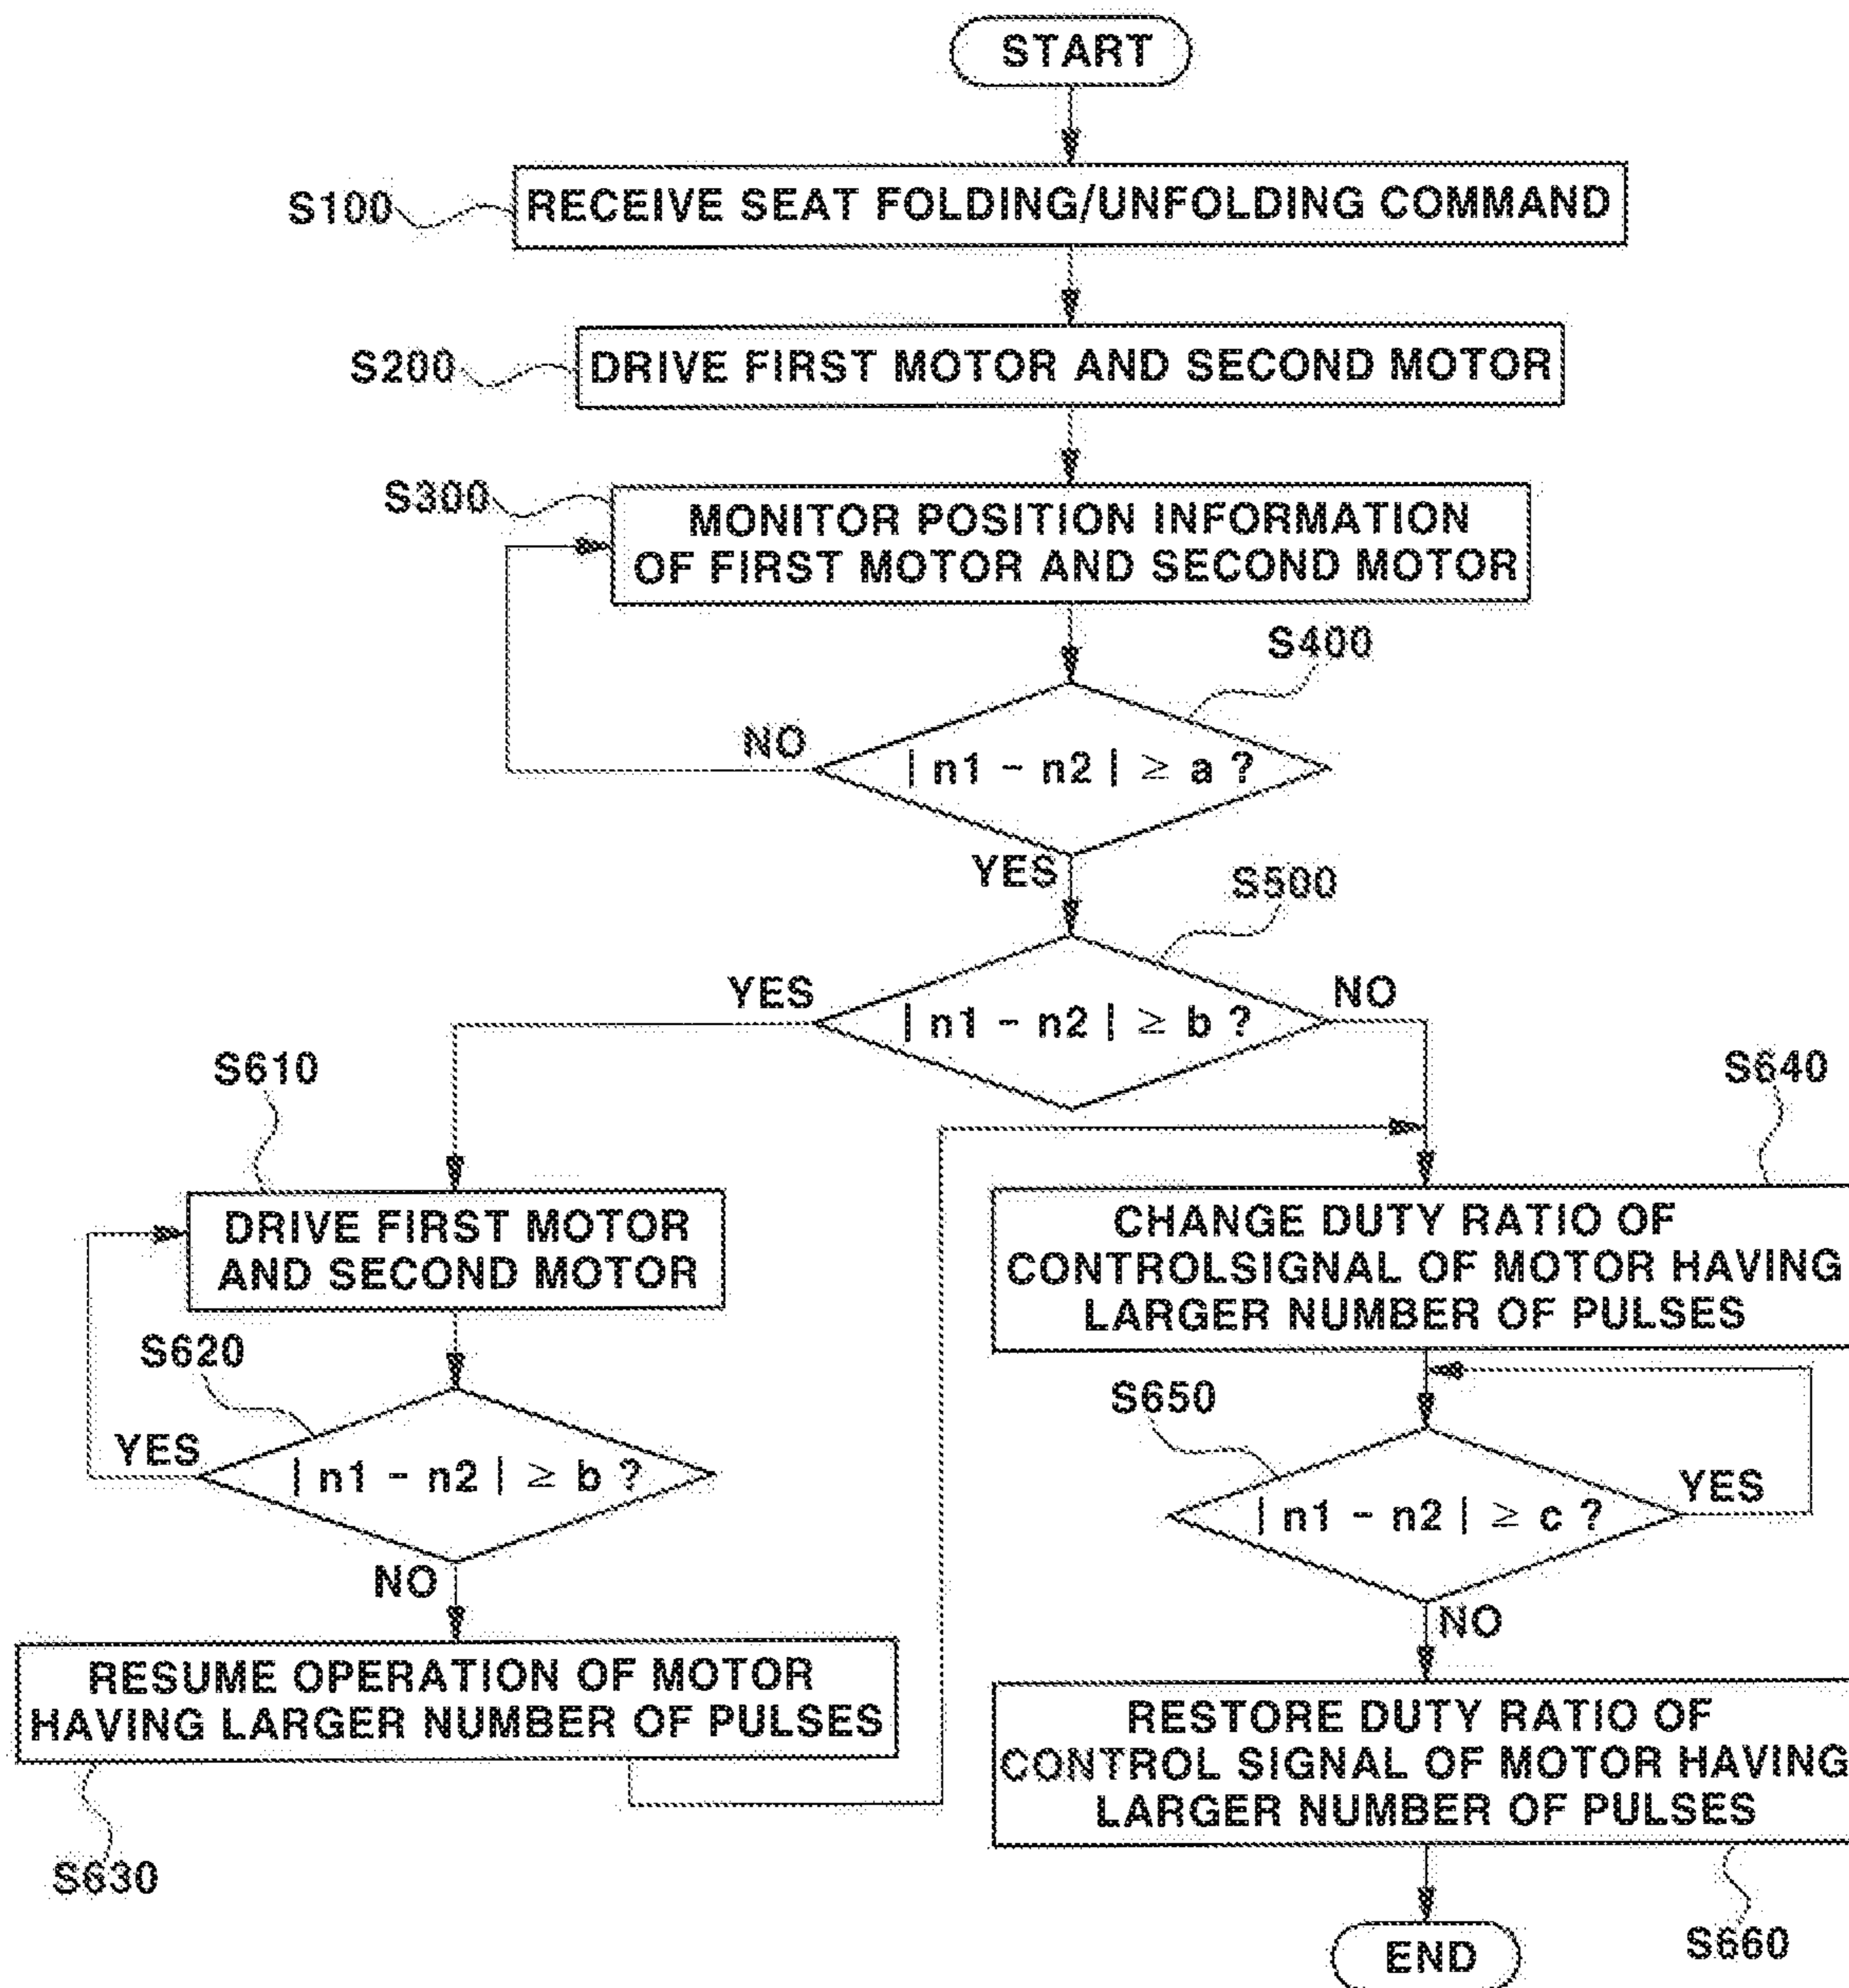 START
S100
RECEIVE SEAT FOLDING/UNFOLDING COMMAND
S200
DRIVE FIRST MOTOR AND SECOND MOTOR
S300
MONITOR POSITION INFORMATION
OF FIRST MOTOR AND SECOND MOTOR
S400
NO
| n1 - n2 | ≥ a ?
YES
S500
YES
| n1 - n2 | ≥ b ?
NO
S610
DRIVE FIRST MOTOR
AND SECOND MOTOR
S620
YES
| n1 - n2 | ≥ b ?
NO
RESUME OPERATION OF MOTOR
HAVING LARGER NUMBER OF PULSES
S630
S640
CHANGE DUTY RATIO OF
CONTROLSIGNAL OF MOTOR HAVING
LARGER NUMBER OF PULSES
S650
| n1 - n2 | ≥ c ?
YES
NO
RESTORE DUTY RATIO OF
CONTROL SIGNAL OF MOTOR HAVING
LARGER NUMBER OF PULSES
S660
END